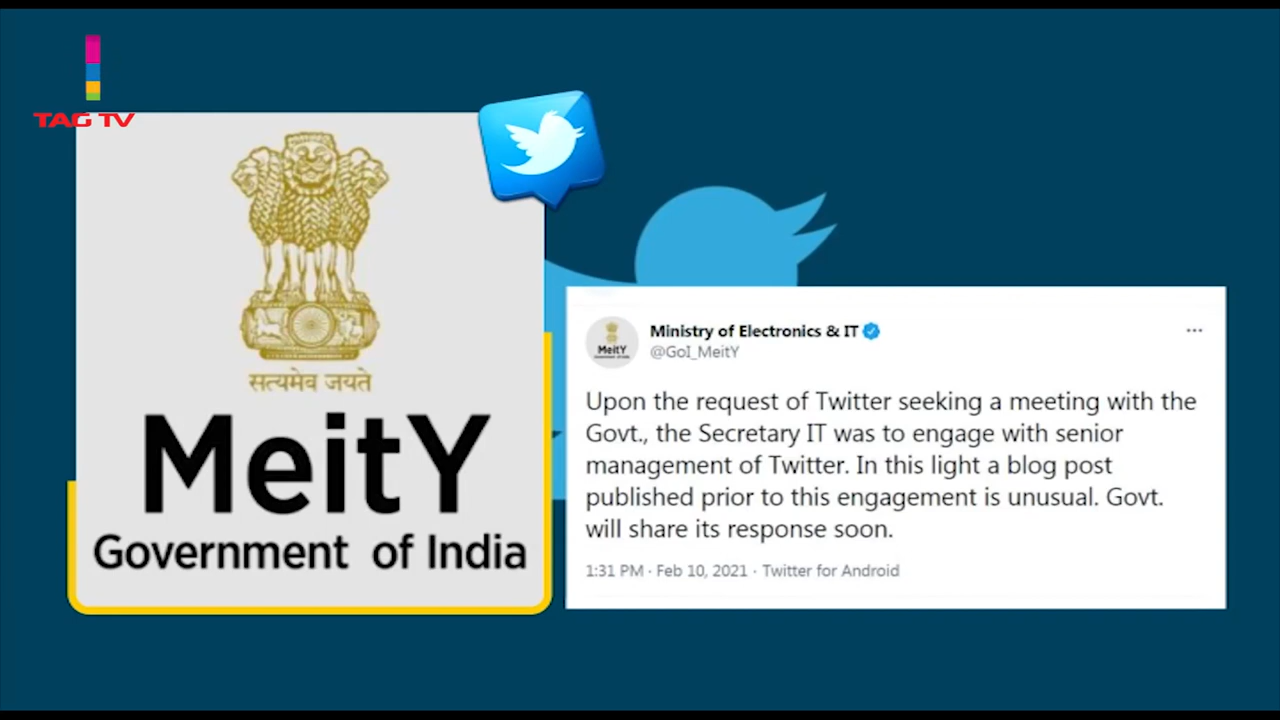 TAG TV
सत्यमेव जयते
MeitY
Government of India
Ministry of Electronics & IT
@GoI_MeitY
Upon the request of Twitter seeking a meeting with the
Govt., the Secretary IT was to engage with senior
management of Twitter. In this light a blog post
published prior to this engagement is unusual. Govt.
will share its response soon.
1:31 PM · Feb 10, 2021 · Twitter for Android
MeitY